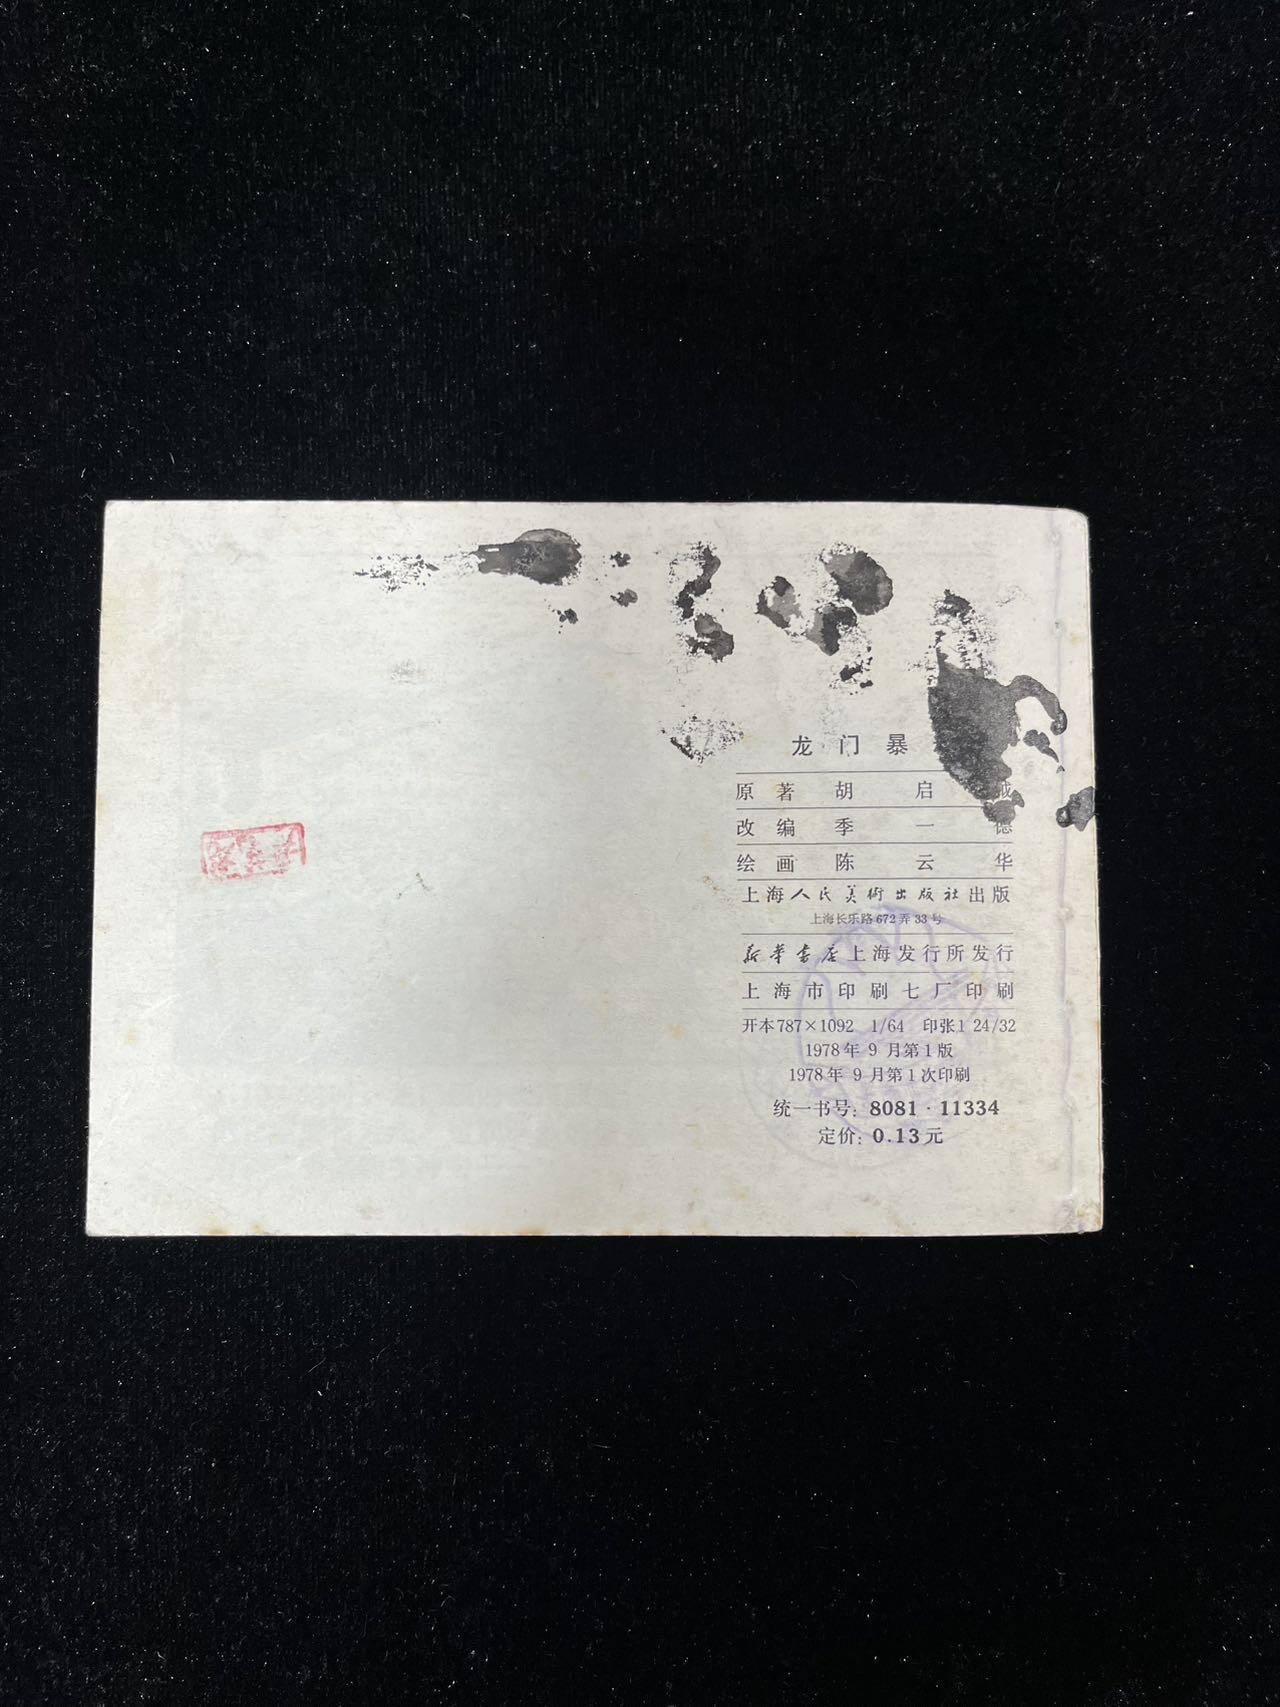 龙门暴
原著 胡启
改编 季一德
绘画 陈云华
上海人民美術出版社出版
上海长乐路672弄33号
新华书店上海发行所发行
上海市印刷七厂印刷
开本787×1092 1/64 印张1 24/32
1978年9月第1版
1978年9月第1次印刷
统一书号：8081·11334
定价：0.13元